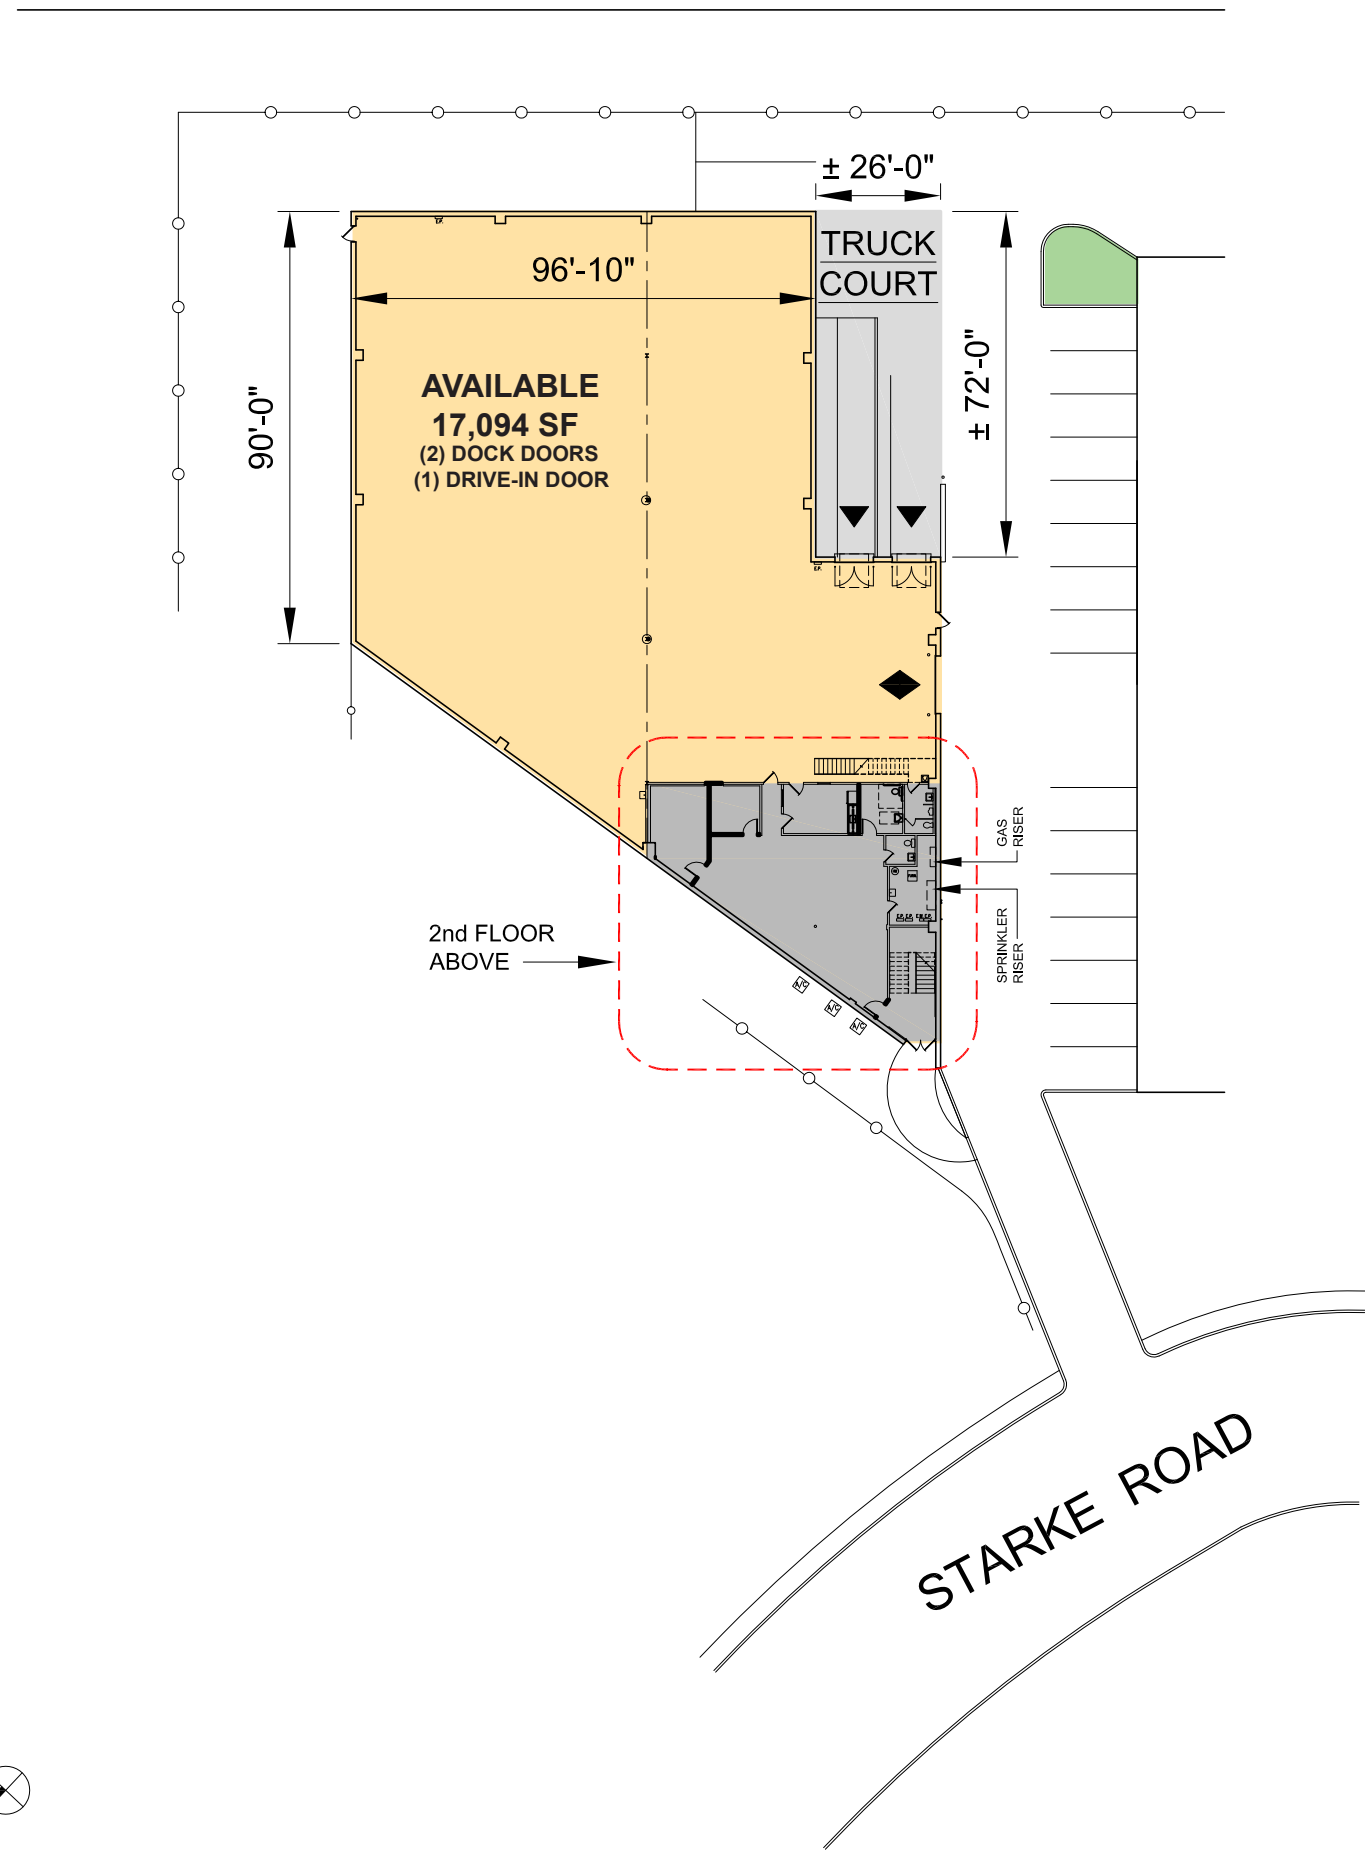 ± 26'-0"
TRUCK
COURT
96'-10"
90'-0"
± 72'-0"
AVAILABLE
17,094 SF
(2) DOCK DOORS
(1) DRIVE-IN DOOR
GAS
RISER
SPRINKLER
RISER
2nd FLOOR
ABOVE
STARKE ROAD